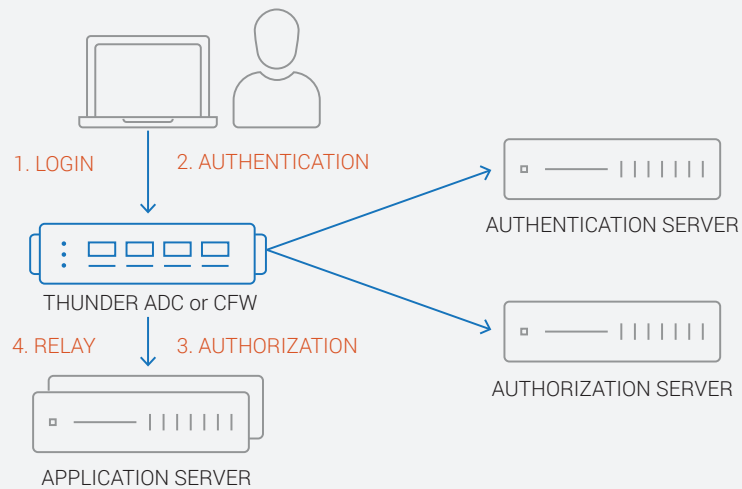 1. LOGIN
2. AUTHENTICATION
AUTHENTICATION SERVER
THUNDER ADC or CFW
4. RELAY
3. AUTHORIZATION
AUTHORIZATION SERVER
APPLICATION SERVER